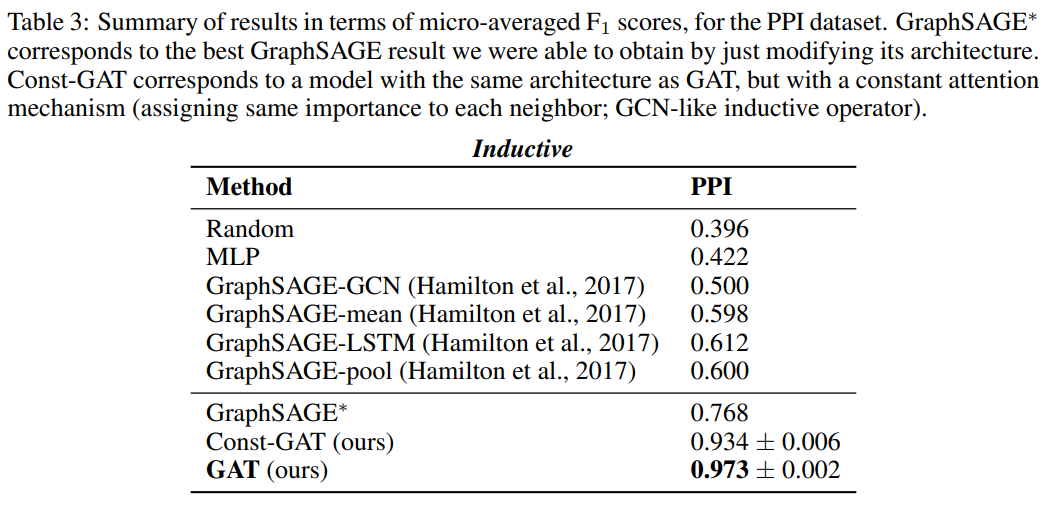 Table 3: Summary of results in terms of micro-averaged F₁ scores, for the PPI dataset. GraphSAGE*
corresponds to the best GraphSAGE result we were able to obtain by just modifying its architecture.
Const-GAT corresponds to a model with the same architecture as GAT, but with a constant attention
mechanism (assigning same importance to each neighbor; GCN-like inductive operator).
Inductive
Method PPI
Random 0.396
MLP 0.422
GraphSAGE-GCN (Hamilton et al., 2017) 0.500
GraphSAGE-mean (Hamilton et al., 2017) 0.598
GraphSAGE-LSTM (Hamilton et al., 2017) 0.612
GraphSAGE-pool (Hamilton et al., 2017) 0.600
GraphSAGE* 0.768
Const-GAT (ours) 0.934 ± 0.006
GAT (ours) 0.973 ± 0.002